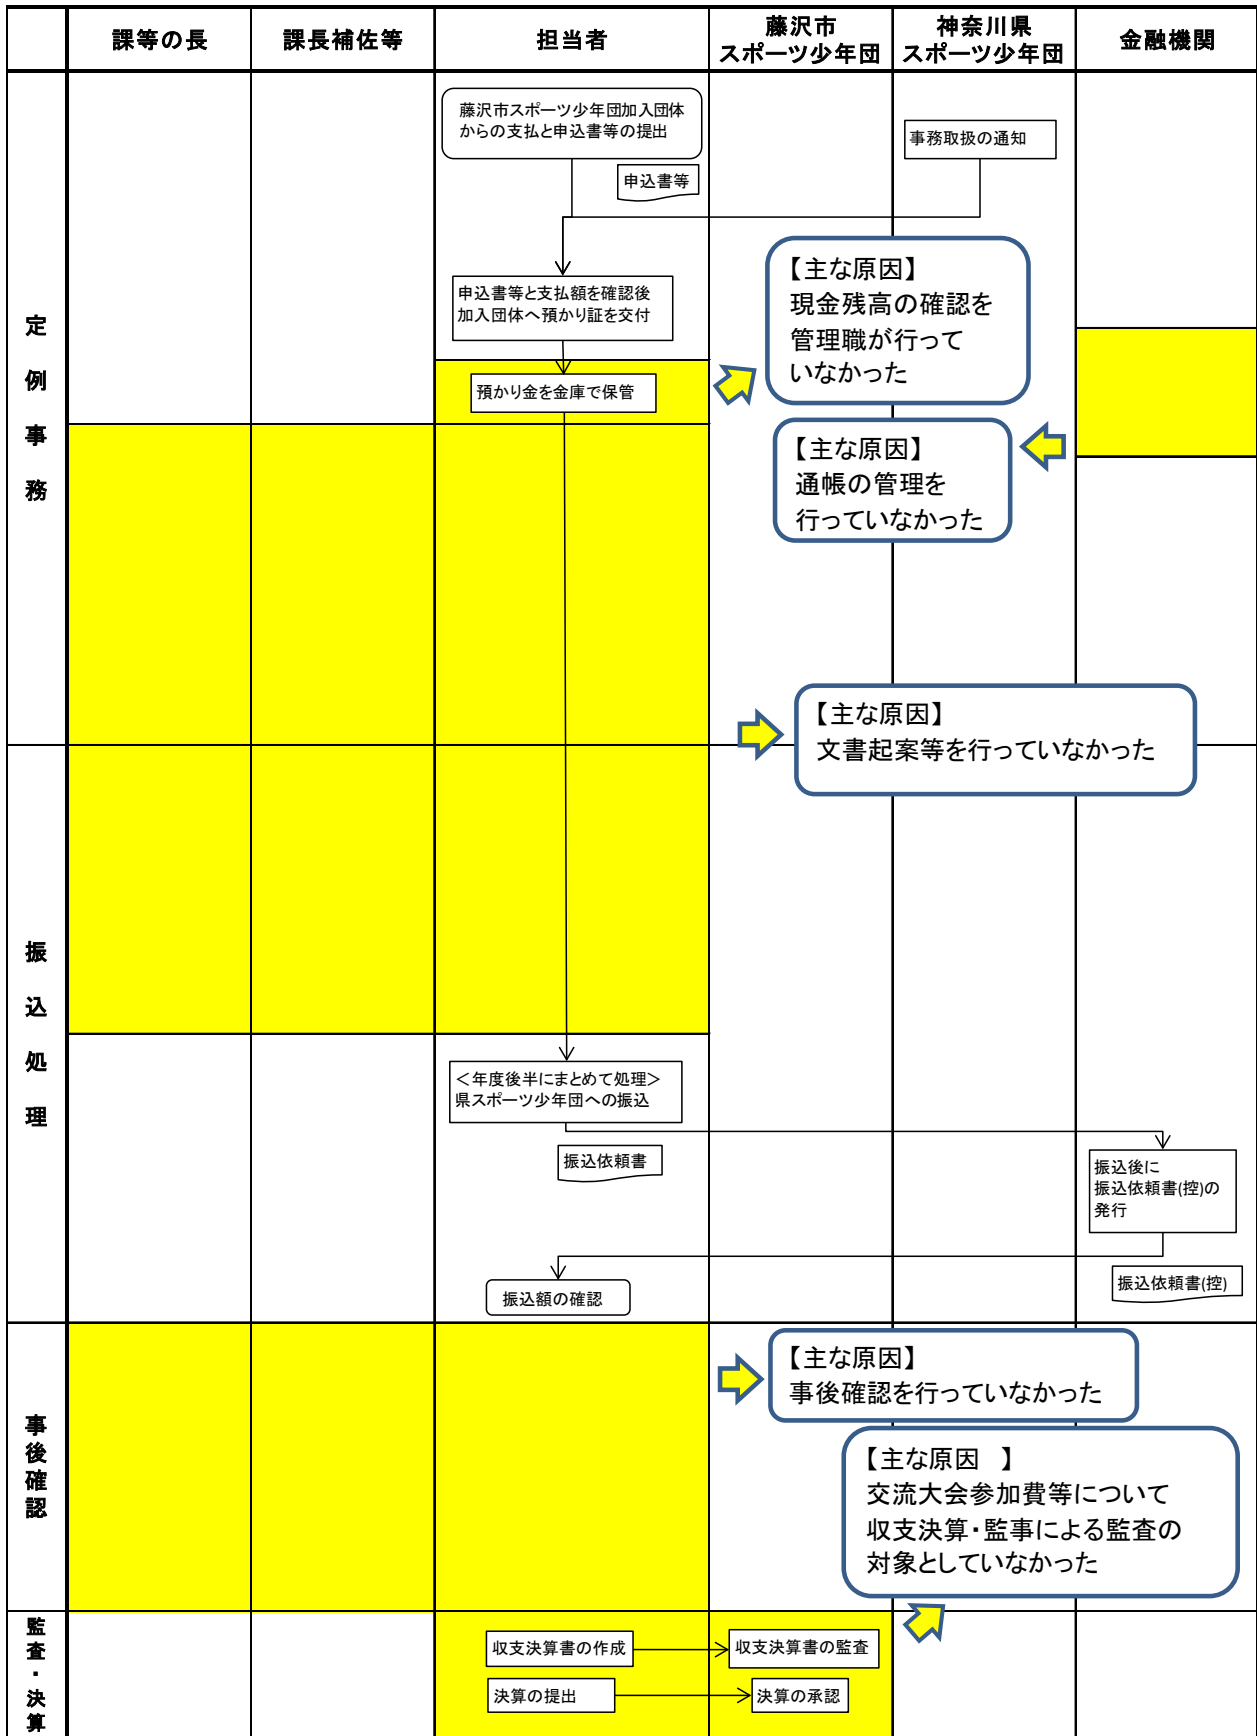 課等の長
課長補佐等
担当者
藤沢市
スポーツ少年団
神奈川県
スポーツ少年団
金融機関
定例事務
藤沢市スポーツ少年団加入団体
からの支払と申込書等の提出
事務取扱の通知
申込書等
申込書等と支払額を確認後
加入団体へ預かり証を交付
【主な原因】
現金残高の確認を
管理職が行って
いなかった
預かり金を金庫で保管
【主な原因】
通帳の管理を
行っていなかった
【主な原因】
文書起案等を行っていなかった
振込処理
＜年度後半にまとめて処理＞
県スポーツ少年団への振込
振込依頼書
振込後に
振込依頼書(控)の
発行
振込依頼書(控)
振込額の確認
事後確認
【主な原因】
事後確認を行っていなかった
【主な原因　】
交流大会参加費等について
収支決算・監事による監査の
対象としていなかった
監査・決算
収支決算書の作成
収支決算書の監査
決算の提出
決算の承認